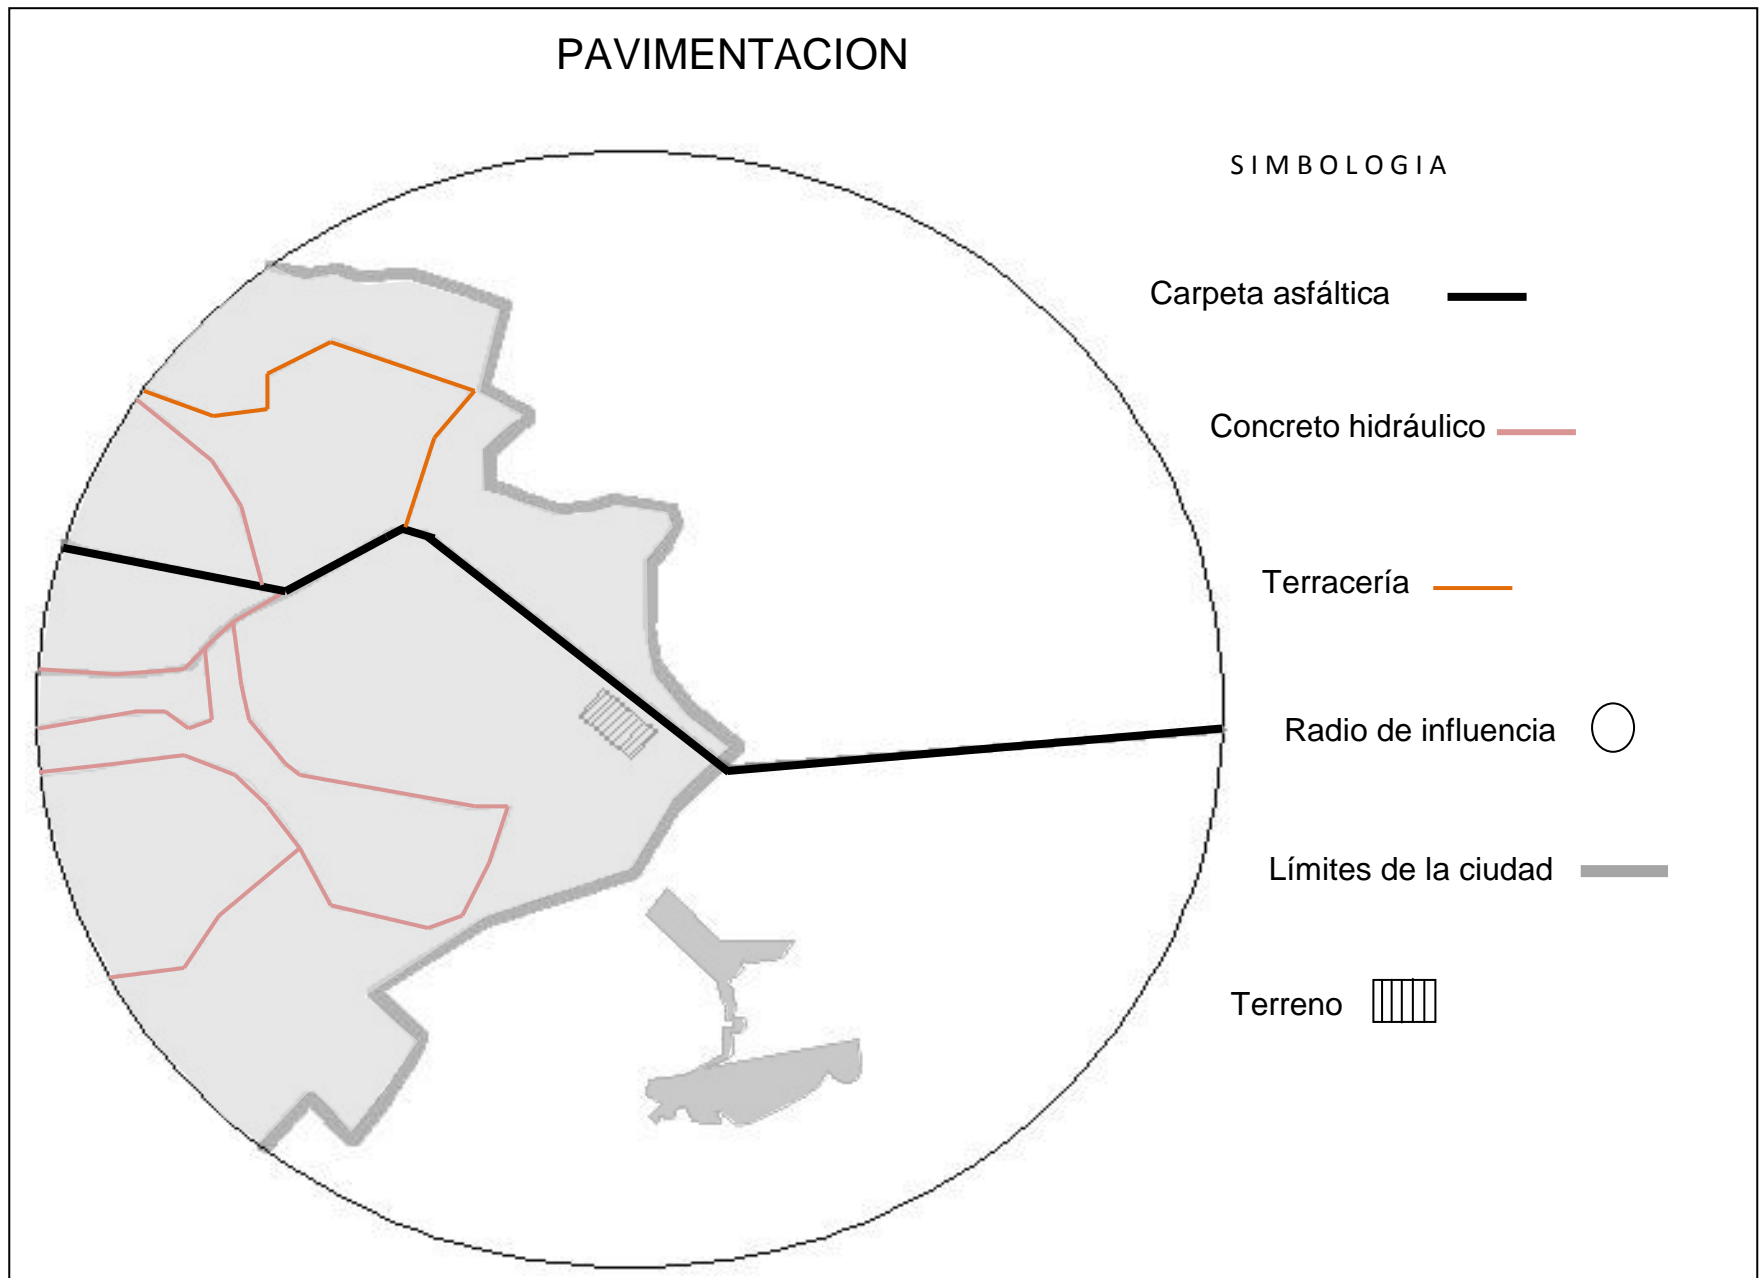 PAVIMENTACION
SIMBOLOGIA
Carpeta asfáltica
Concreto hidráulico
Terracería
Radio de influencia
Límites de la ciudad
Terreno